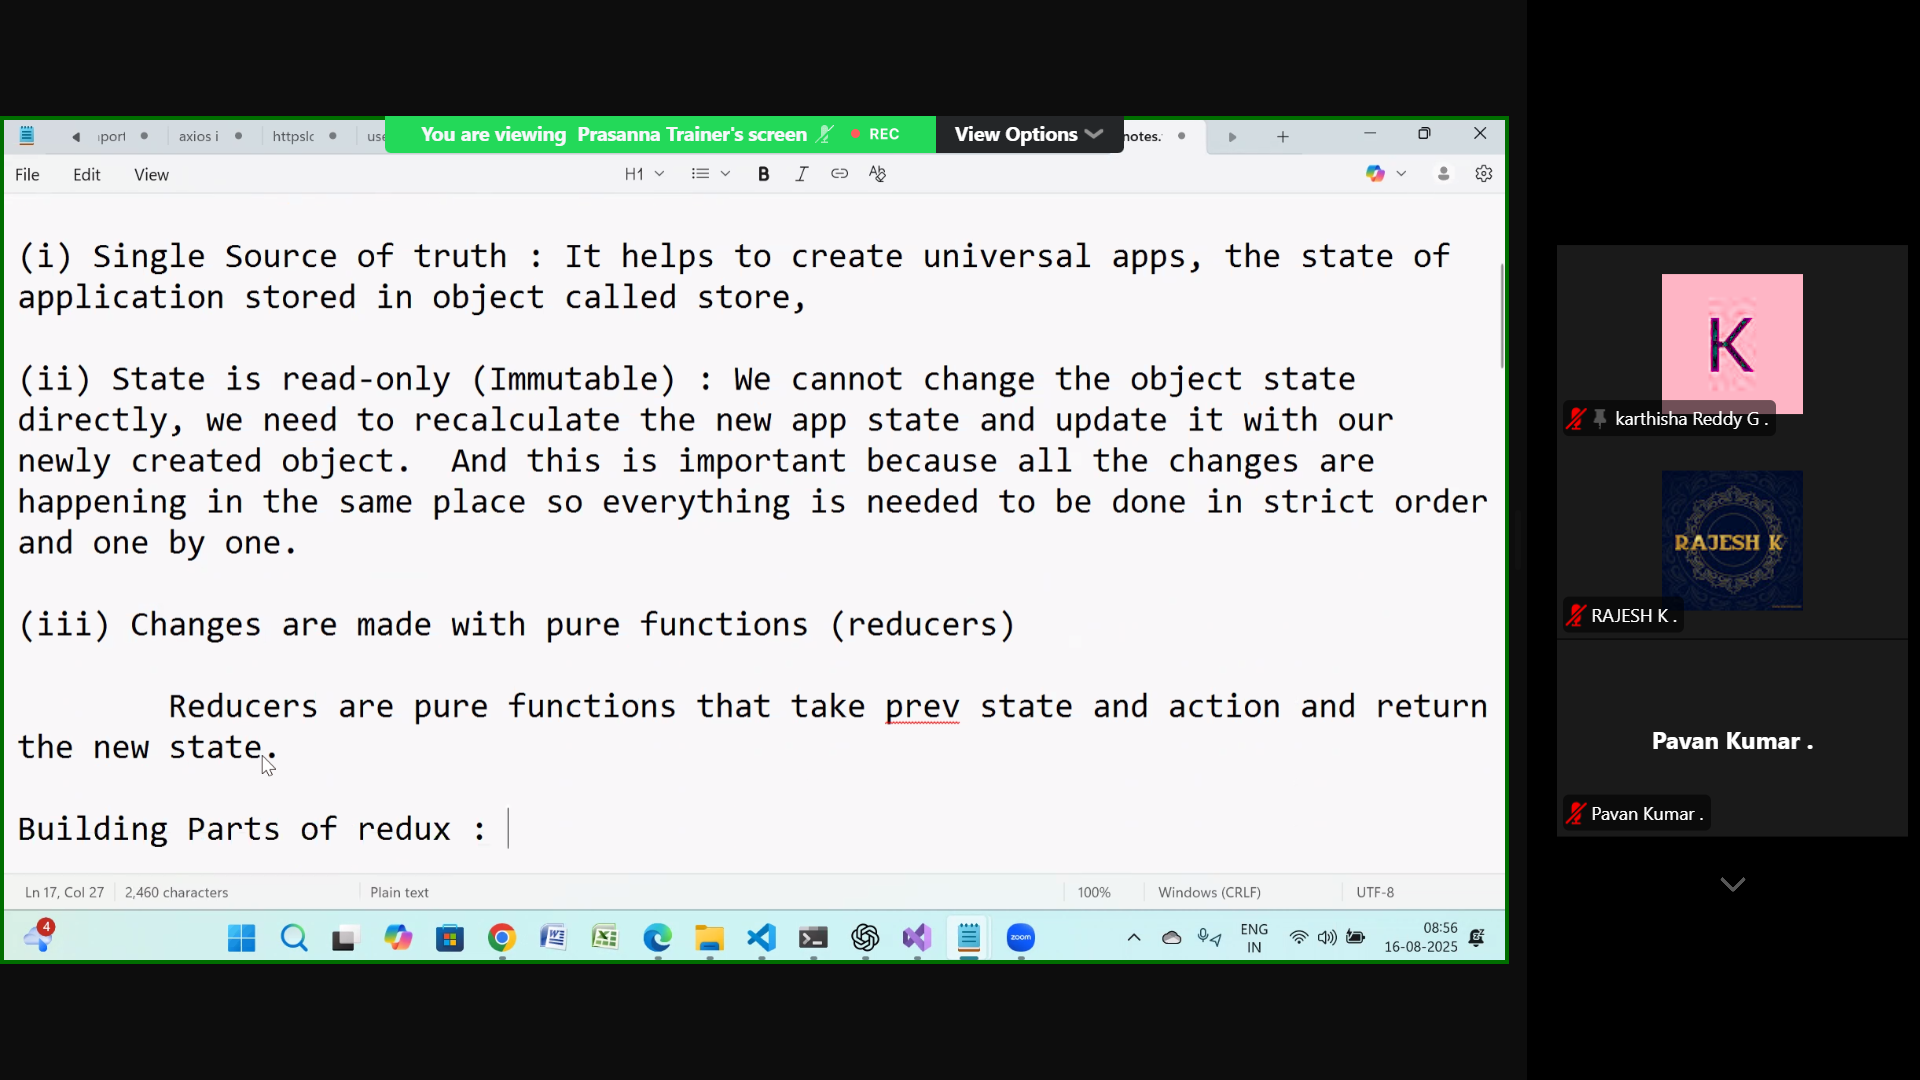 port
axios i
httpslc
use
You are viewing Prasanna Trainer's screen
REC
View Options
notes.
File Edit View
H1
B I
(i) Single Source of truth : It helps to create universal apps, the state of
application stored in object called store,
(ii) State is read-only (Immutable) : We cannot change the object state
directly, we need to recalculate the new app state and update it with our
newly created object.  And this is important because all the changes are
happening in the same place so everything is needed to be done in strict order
and one by one.
(iii) Changes are made with pure functions (reducers)
Reducers are pure functions that take prev state and action and return
the new state.
Building Parts of redux :
Ln 17, Col 27
2,460 characters
Plain text
100%
Windows (CRLF)
UTF-8
4
zoom
ENG
IN
08:56
16-08-2025
K
karthisha Reddy G .
RAJESH K
RAJESH K .
Pavan Kumar .
Pavan Kumar .